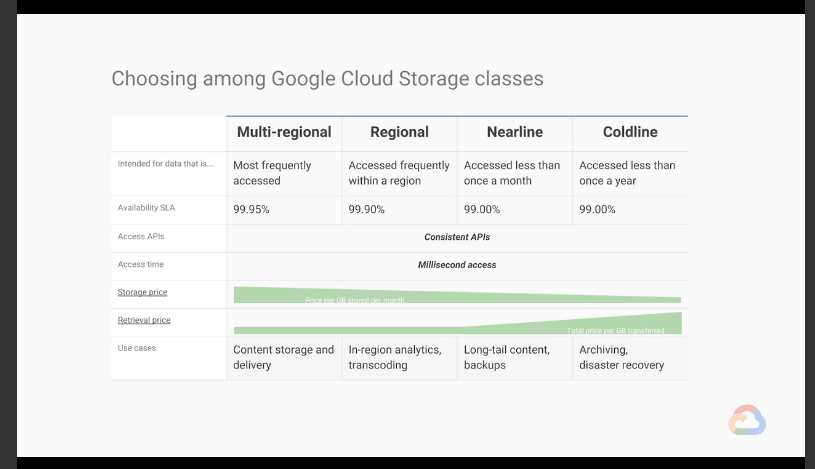 Choosing among Google Cloud Storage classes
Multi-regional Regional Nearline Coldline
Intended for data that is... Most frequently Accessed frequently Accessed less than Accessed less than
accessed within a region once a month once a year
Availability SLA 99.95% 99.90% 99.00% 99.00%
Access APIs Consistent APIs
Access time Millisecond access
Storage price Price per GB stored per month
Retrieval price Total price per GB transferred
Use cases Content storage and In-region analytics, Long-tail content, Archiving,
delivery transcoding backups disaster recovery